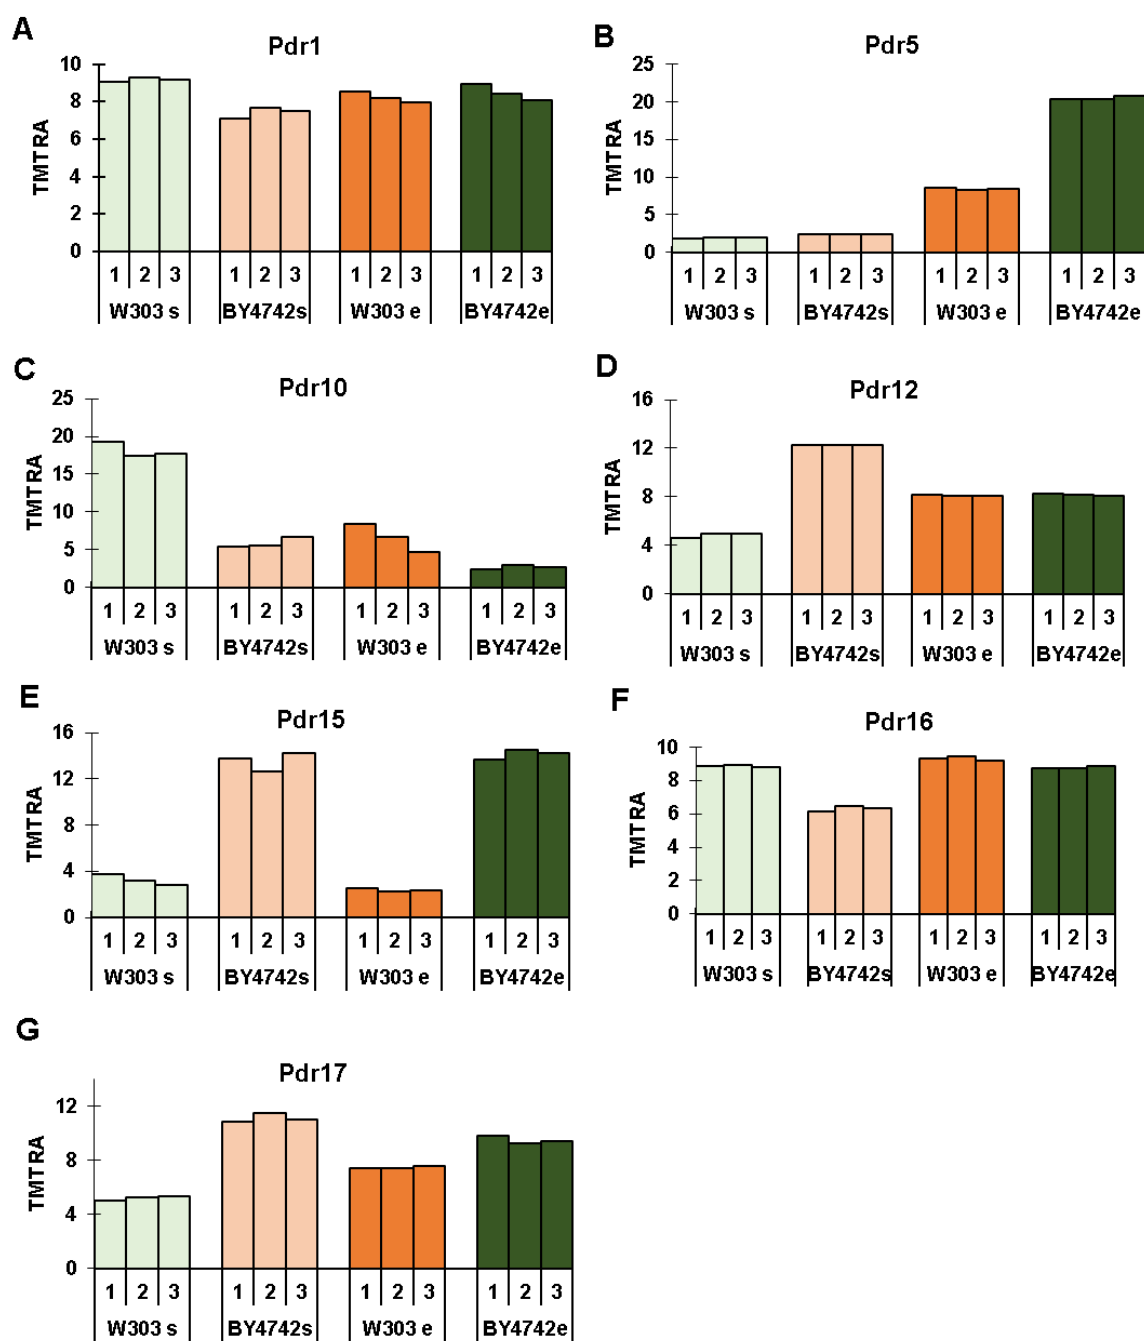 A
Pdr1
TMTRA
10
8
6
4
2
0
1 2 3 1 2 3 1 2 3 1 2 3
W303 s BY4742s W303 e BY4742e
B
Pdr5
TMTRA
25
20
15
10
5
0
1 2 3 1 2 3 1 2 3 1 2 3
W303 s BY4742s W303 e BY4742e
C
Pdr10
TMTRA
25
20
15
10
5
0
1 2 3 1 2 3 1 2 3 1 2 3
W303 s BY4742s W303 e BY4742e
D
Pdr12
TMTRA
16
12
8
4
0
1 2 3 1 2 3 1 2 3 1 2 3
W303 s BY4742s W303 e BY4742e
E
Pdr15
TMTRA
16
12
8
4
0
1 2 3 1 2 3 1 2 3 1 2 3
W303 s BY4742s W303 e BY4742e
F
Pdr16
TMTRA
10
8
6
4
2
0
1 2 3 1 2 3 1 2 3 1 2 3
W303 s BY4742s W303 e BY4742e
G
Pdr17
TMTRA
12
8
4
0
1 2 3 1 2 3 1 2 3 1 2 3
W303 s BY4742s W303 e BY4742e